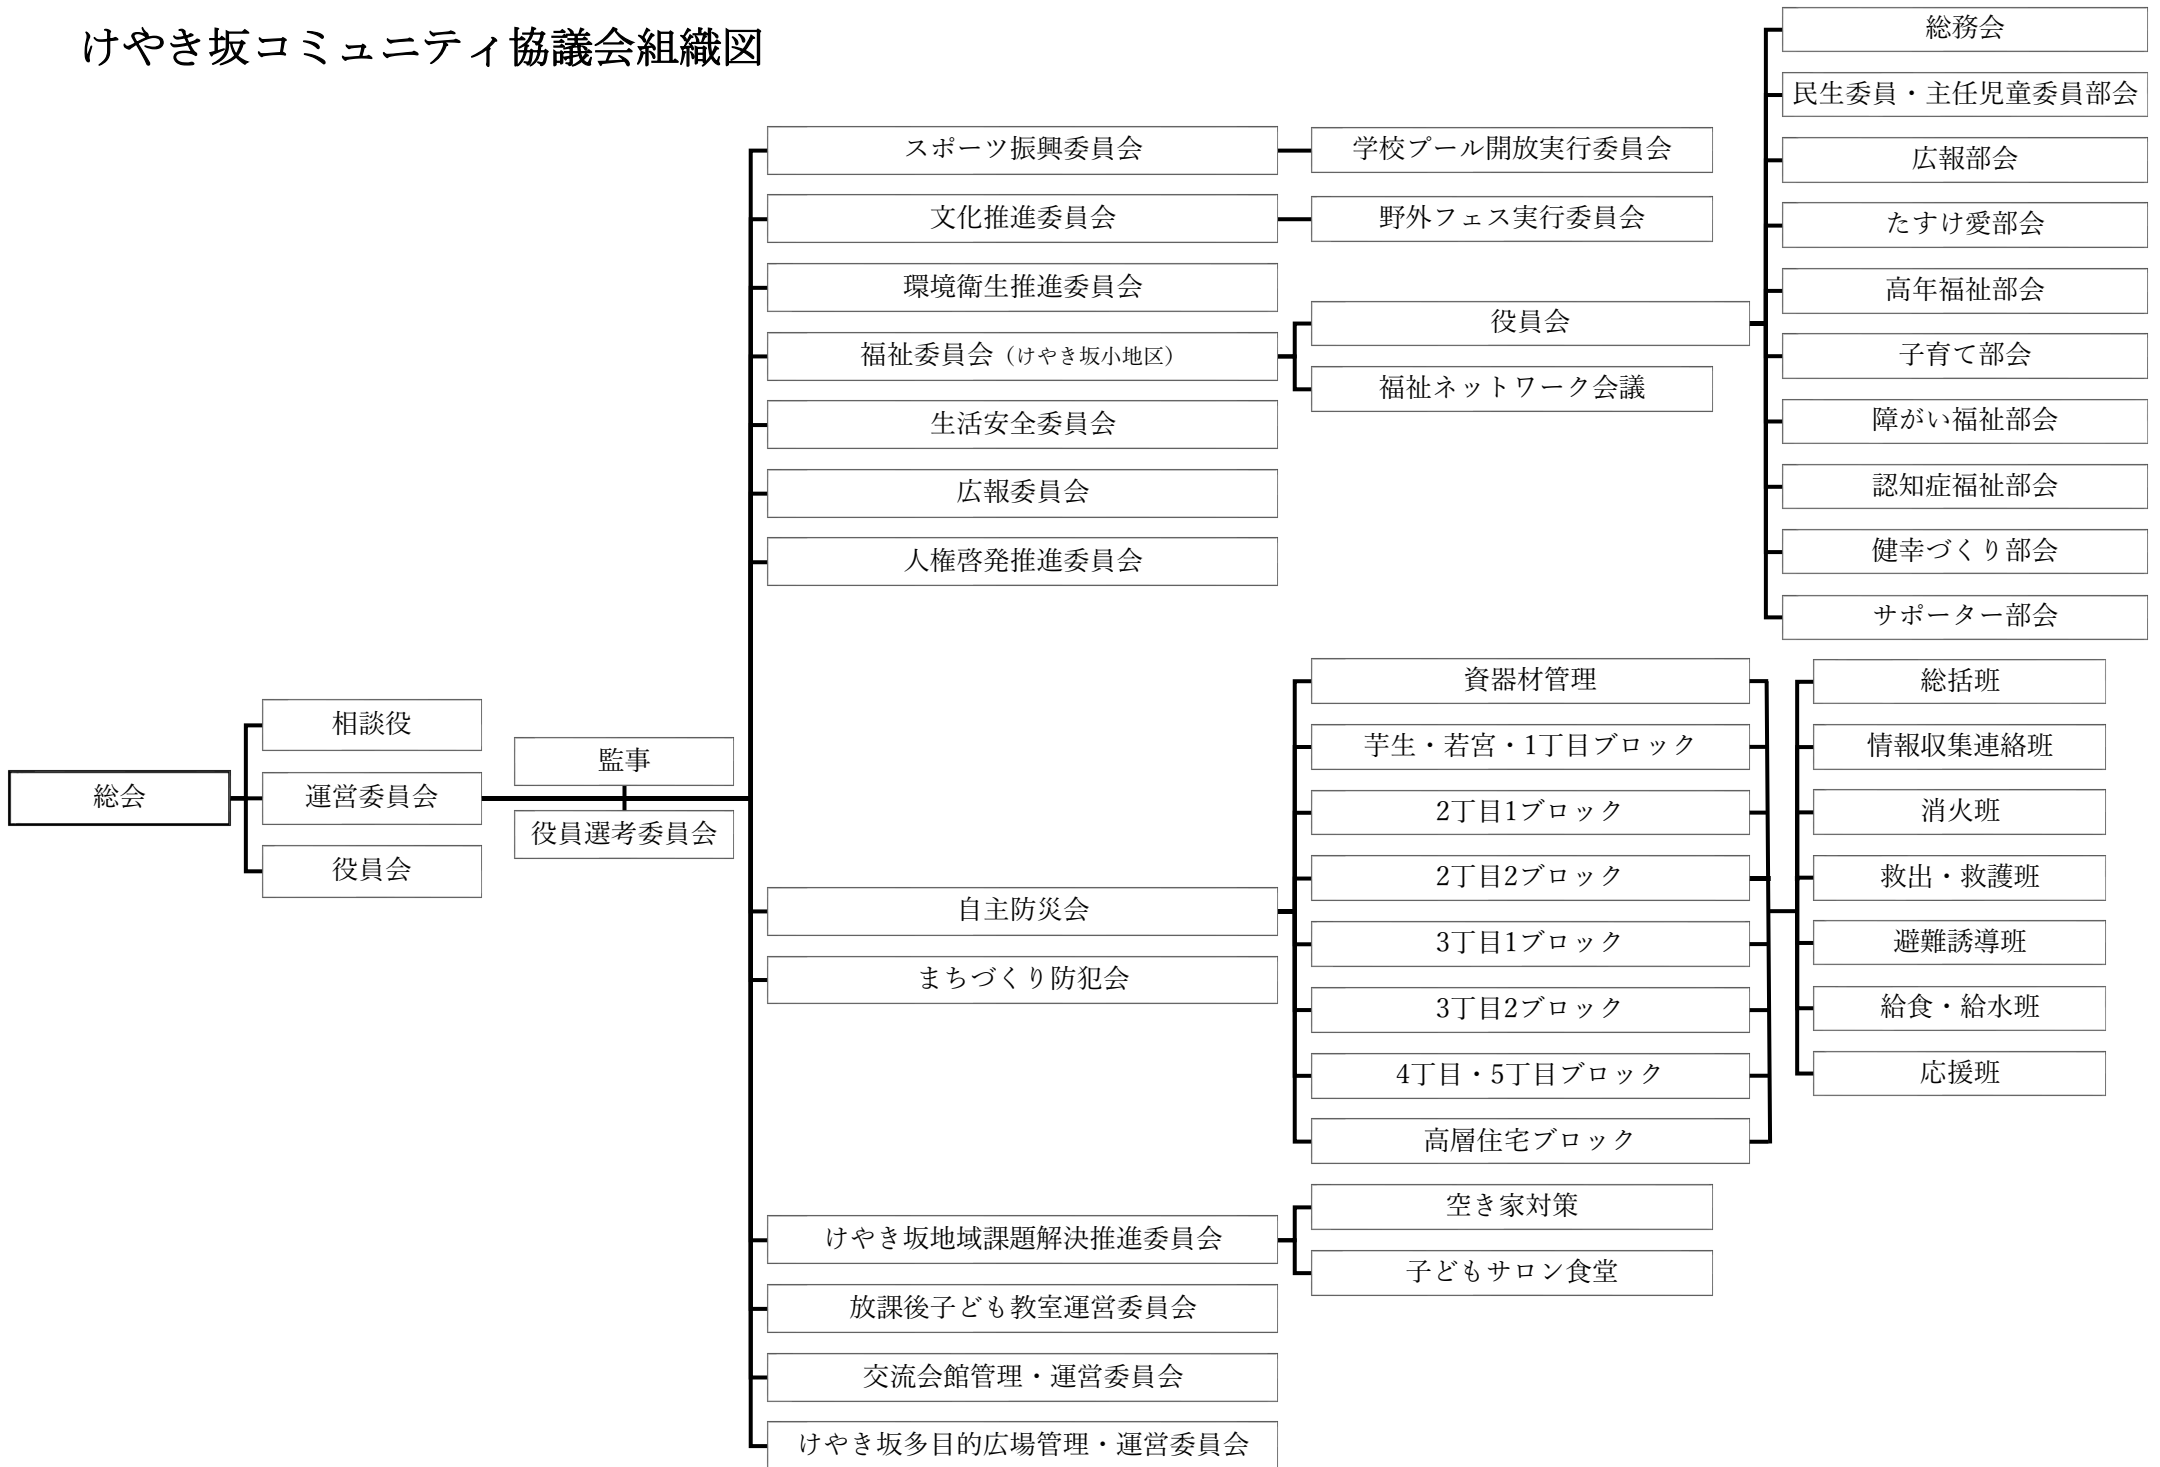 けやき坂コミュニティ協議会組織図
総会
相談役
運営委員会
役員会
監事
役員選考委員会
スポーツ振興委員会
文化推進委員会
環境衛生推進委員会
福祉委員会（けやき坂小地区）
生活安全委員会
広報委員会
人権啓発推進委員会
自主防災会
まちづくり防犯会
けやき坂地域課題解決推進委員会
放課後子ども教室運営委員会
交流会館管理・運営委員会
けやき坂多目的広場管理・運営委員会
学校プール開放実行委員会
野外フェス実行委員会
役員会
福祉ネットワーク会議
資器材管理
芋生・若宮・1丁目ブロック
2丁目1ブロック
2丁目2ブロック
3丁目1ブロック
3丁目2ブロック
4丁目・5丁目ブロック
高層住宅ブロック
空き家対策
子どもサロン食堂
総務会
民生委員・主任児童委員部会
広報部会
たすけ愛部会
高年福祉部会
子育て部会
障がい福祉部会
認知症福祉部会
健幸づくり部会
サポーター部会
総括班
情報収集連絡班
消火班
救出・救護班
避難誘導班
給食・給水班
応援班